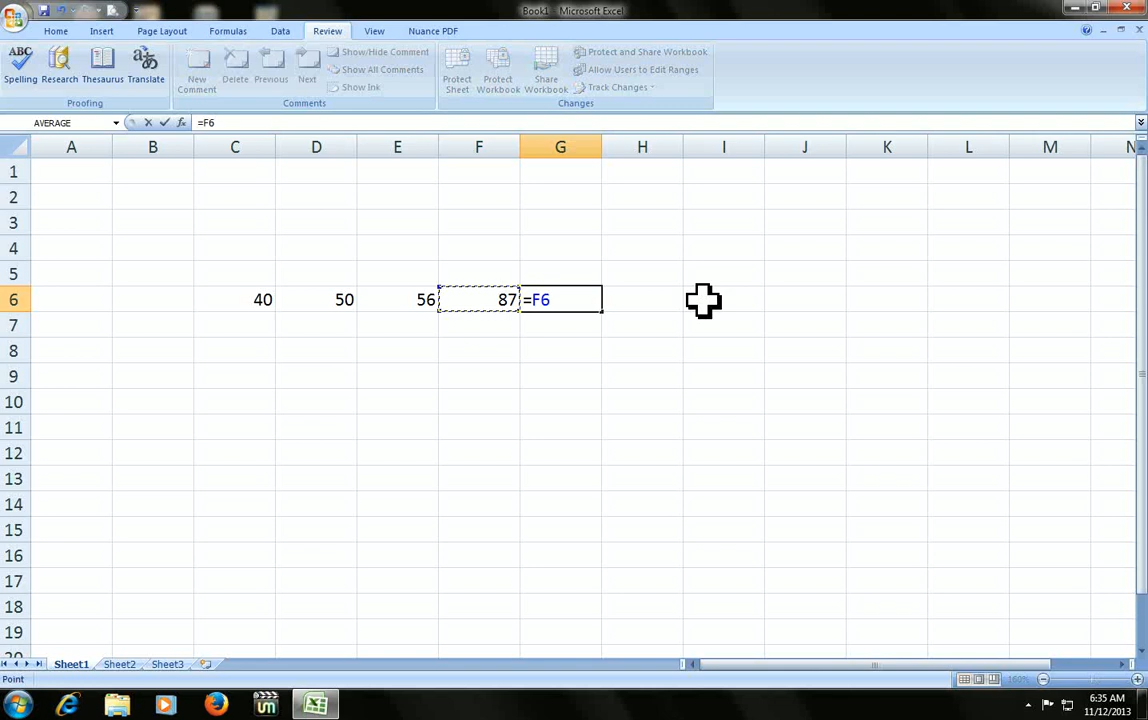 Book1 - Microsoft Excel
Home Insert Page Layout Formulas Data Review View Nuance PDF
ABC
Spelling Research Thesaurus Translate
Proofing
New Comment Delete Previous Next
Show/Hide Comment
Show All Comments
Show Ink
Comments
Protect Sheet Protect Workbook Share Workbook
Protect and Share Workbook
Allow Users to Edit Ranges
Track Changes
Changes
AVERAGE fx =F6
A B C D E F G H I J K L M N
1
2
3
4
5
6 40 50 56 87 =F6
7
8
9
10
11
12
13
14
15
16
17
18
19
20
Sheet1 Sheet2 Sheet3
Point 160%
6:35 AM
11/12/2013